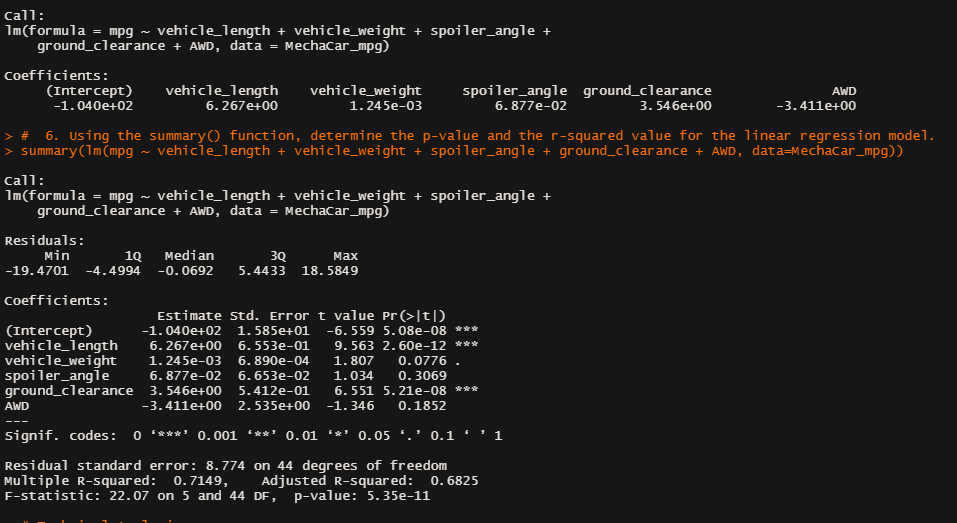 Call:
lm(formula = mpg ~ vehicle_length + vehicle_weight + spoiler_angle +
    ground_clearance + AWD, data = MechaCar_mpg)

Coefficients:
     (Intercept)    vehicle_length    vehicle_weight     spoiler_angle  ground_clearance               AWD
      -1.040e+02         6.267e+00         1.245e-03         6.877e-02         3.546e+00        -3.411e+00

> #  6. Using the summary() function, determine the p-value and the r-squared value for the linear regression model.
> summary(lm(mpg ~ vehicle_length + vehicle_weight + spoiler_angle + ground_clearance + AWD, data=MechaCar_mpg))

Call:
lm(formula = mpg ~ vehicle_length + vehicle_weight + spoiler_angle +
    ground_clearance + AWD, data = MechaCar_mpg)

Residuals:
     Min       1Q   Median       3Q      Max
-19.4701  -4.4994  -0.0692   5.4433  18.5849

Coefficients:
                   Estimate Std. Error t value Pr(>|t|)
(Intercept)      -1.040e+02  1.585e+01  -6.559 5.08e-08 ***
vehicle_length    6.267e+00  6.553e-01   9.563 2.60e-12 ***
vehicle_weight    1.245e-03  6.890e-04   1.807   0.0776 .
spoiler_angle     6.877e-02  6.653e-02   1.034   0.3069
ground_clearance  3.546e+00  5.412e-01   6.551 5.21e-08 ***
AWD              -3.411e+00  2.535e+00  -1.346   0.1852
---
Signif. codes:  0 ‘***’ 0.001 ‘**’ 0.01 ‘*’ 0.05 ‘.’ 0.1 ‘ ’ 1

Residual standard error: 8.774 on 44 degrees of freedom
Multiple R-squared:  0.7149,    Adjusted R-squared:  0.6825
F-statistic: 22.07 on 5 and 44 DF,  p-value: 5.35e-11